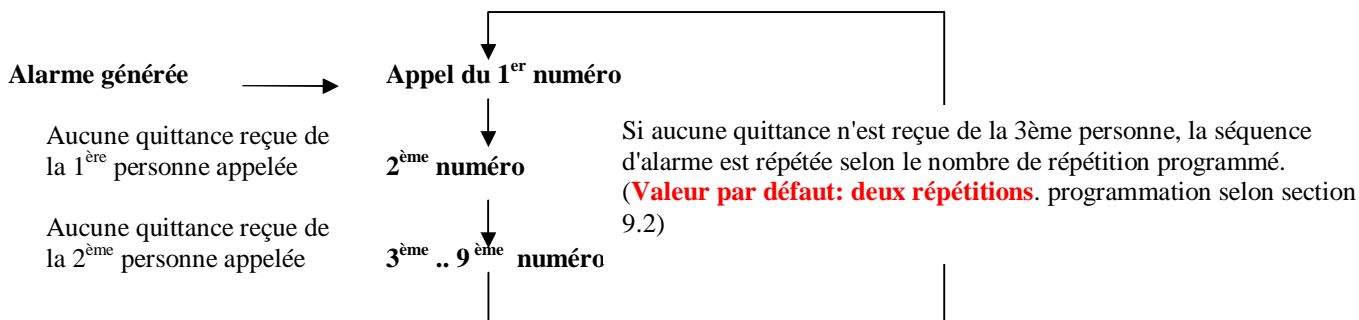 Alarme générée
Appel du 1er numéro
Aucune quittance reçue de
la 1ère personne appelée
2ème numéro
Si aucune quittance n'est reçue de la 3ème personne, la séquence
d'alarme est répétée selon le nombre de répétition programmé.
(Valeur par défaut: deux répétitions. programmation selon section
9.2)
Aucune quittance reçue de
la 2ème personne appelée
3ème .. 9ème numéro